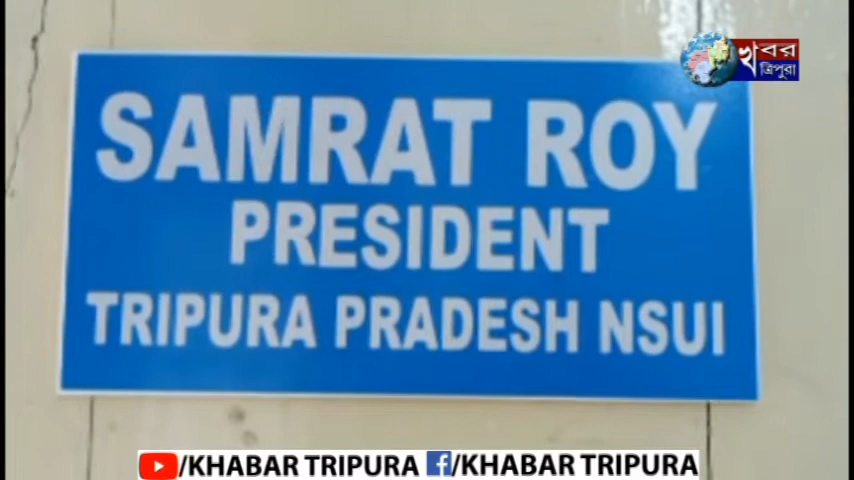 খবর
ত্রিপুরা
SAMRAT ROY
PRESIDENT
TRIPURA PRADESH NSUI
/KHABAR TRIPURA /KHABAR TRIPURA